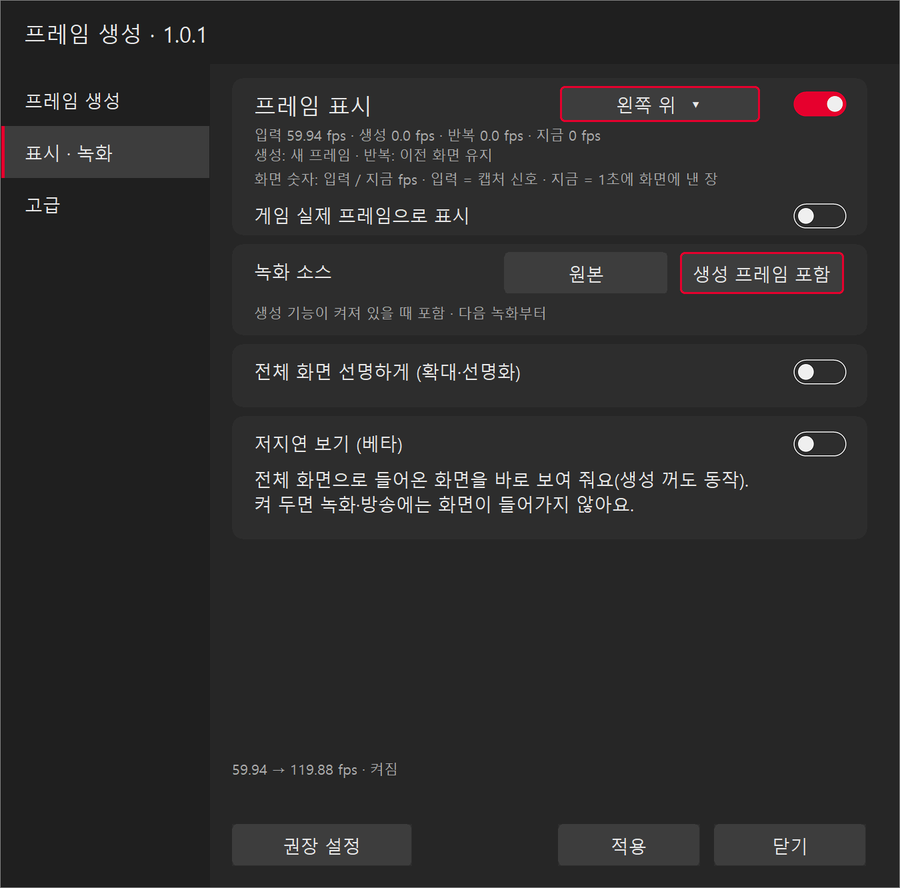 프레임 생성 · 1.0.1
프레임 생성
표시 · 녹화
고급
프레임 표시
왼쪽 위 ▼
입력 59.94 fps · 생성 0.0 fps · 반복 0.0 fps · 지금 0 fps
생성: 새 프레임 · 반복: 이전 화면 유지
화면 숫자: 입력 / 지금 fps · 입력 = 캡처 신호 · 지금 = 1초에 화면에 낸 장
게임 실제 프레임으로 표시
녹화 소스
원본
생성 프레임 포함
생성 기능이 켜져 있을 때 포함 · 다음 녹화부터
전체 화면 선명하게 (확대·선명화)
저지연 보기 (베타)
전체 화면으로 들어온 화면을 바로 보여 줘요(생성 꺼도 동작).
켜 두면 녹화·방송에는 화면이 들어가지 않아요.
59.94 → 119.88 fps · 켜짐
권장 설정
적용
닫기